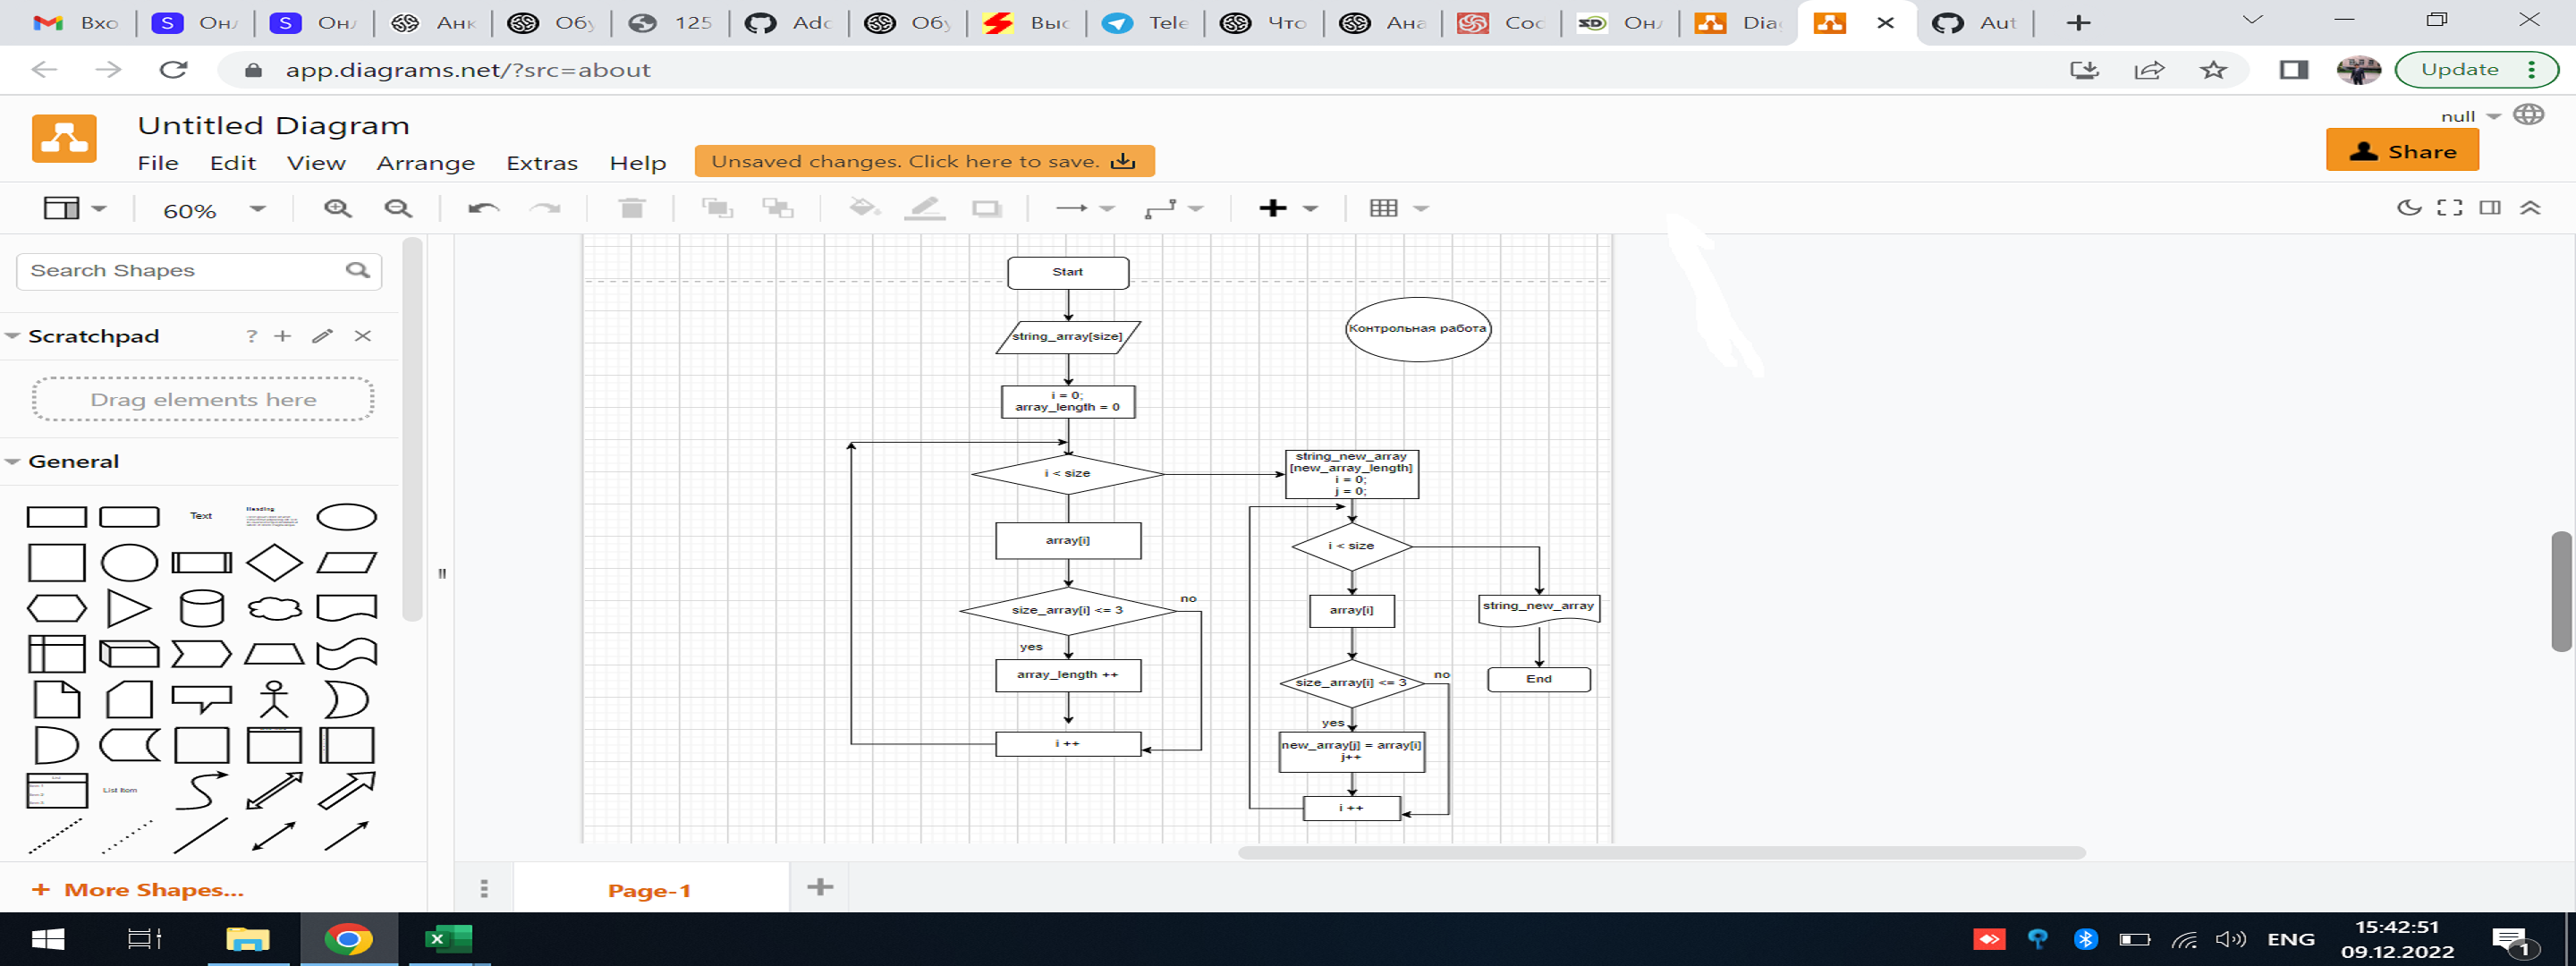 Вхо
S
Он
S
Он
Анк
Обу
125
Adc
Обу
Выс
Tele
Что
Ана
Coc
SD
Он
Dia
Aut
app.diagrams.net/?src=about
Update
Untitled Diagram
null
File Edit View Arrange Extras Help
Unsaved changes. Click here to save.
Share
60%
Search Shapes
Scratchpad
?
Drag elements here
General
Text
Heading
List Item
+ More Shapes...
Start
string_array[size]
Контрольная работа
i = 0;
array_length = 0
i < size
string_new_array
[new_array_length]
i = 0;
j = 0;
array[i]
i < size
size_array[i] <= 3
no
array[i]
string_new_array
yes
array_length ++
size_array[i] <= 3
no
End
yes
i ++
new_array[j] = array[i]
j++
i ++
Page-1
ENG
15:42:51
09.12.2022
1